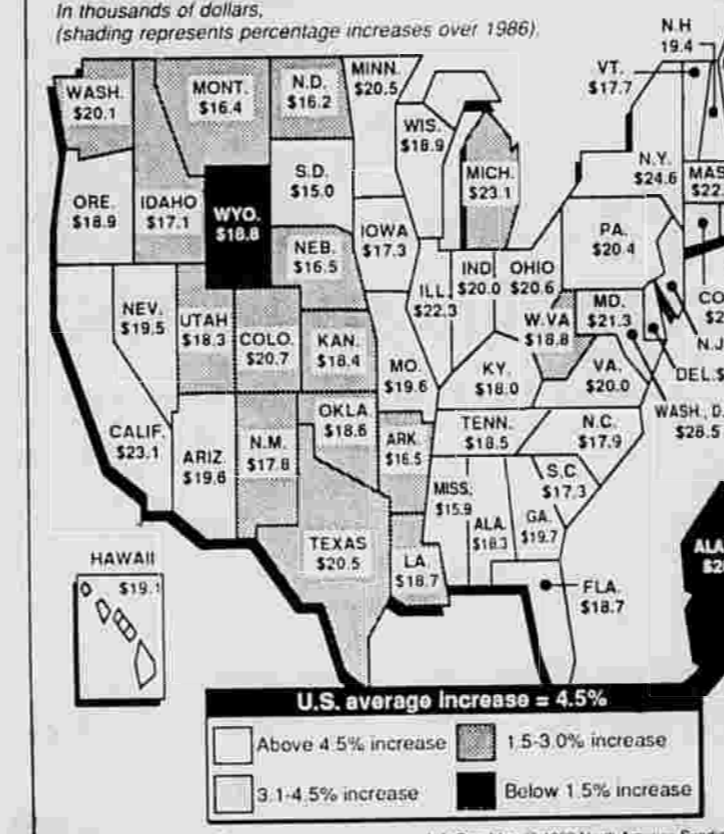 In thousands of dollars,
(shading represents percentage increases over 1986).
N.H
19.4
VT.
$17.7
WASH.
$20.1
MONT.
$16.4
N.D.
$16.2
MINN.
$20.5
WIS.
$18.9
MICH.
$23.1
N.Y.
$24.6
MAS
$22.
ORE.
$18.9
IDAHO
$17.1
WYO.
$18.8
S.D.
$15.0
NEB.
$16.5
IOWA
$17.3
ILL.
$22.3
IND
$20.0
OHIO
$20.6
PA.
$20.4
CO
$2
NEV.
$19.5
UTAH
$18.3
COLO.
$20.7
KAN.
$18.4
MO.
$19.6
KY.
$18.0
W.VA
$18.8
MD.
$21.3
VA.
$20.0
N.J
DEL.$
WASH., D.
$28.5
CALIF.
$23.1
ARIZ.
$19.6
N.M.
$17.8
OKLA.
$18.6
ARK.
$16.5
TENN.
$18.5
N.C.
$17.9
S.C.
$17.3
MISS.
$15.9
ALA.
$18.3
GA.
$19.7
TEXAS
$20.5
LA.
$18.7
FLA.
$18.7
ALA
$2
HAWAII
$19.1
U.S. average increase = 4.5%
Above 4.5% increase
1.5-3.0% increase
3.1-4.5% increase
Below 1.5% increase